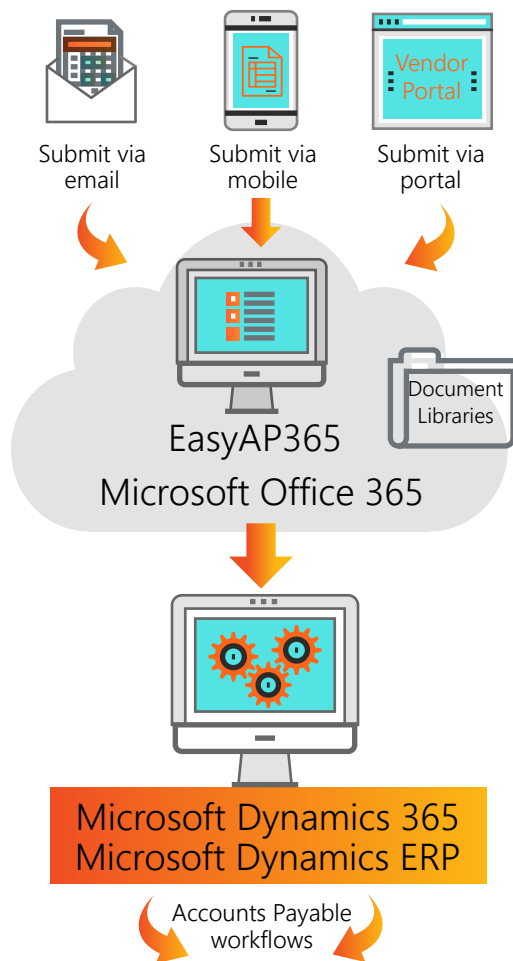 Vendor
Portal
Submit via
email
Submit via
mobile
Submit via
portal
Document
Libraries
EasyAP365
Microsoft Office 365
Microsoft Dynamics 365
Microsoft Dynamics ERP
Accounts Payable
workflows